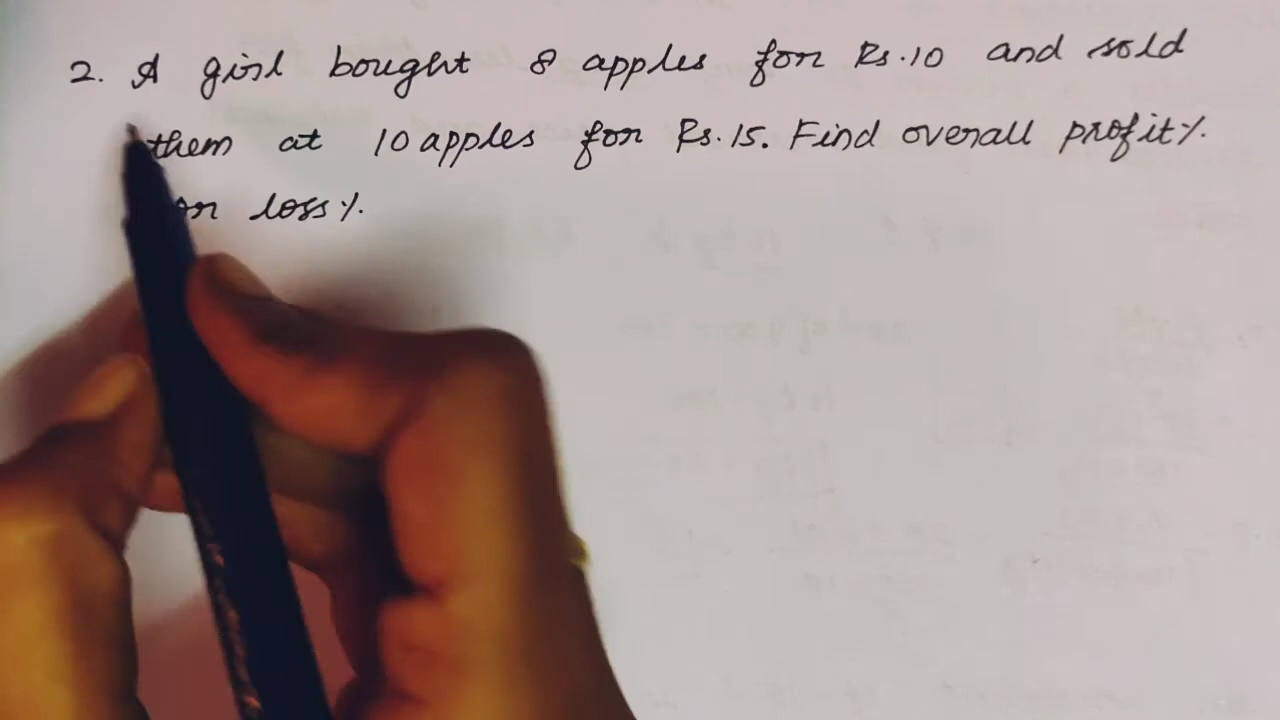 2. A girl bought 8 apples for Rs.10 and sold
them at 10 apples for Rs.15. Find overall profit%.
or loss%.